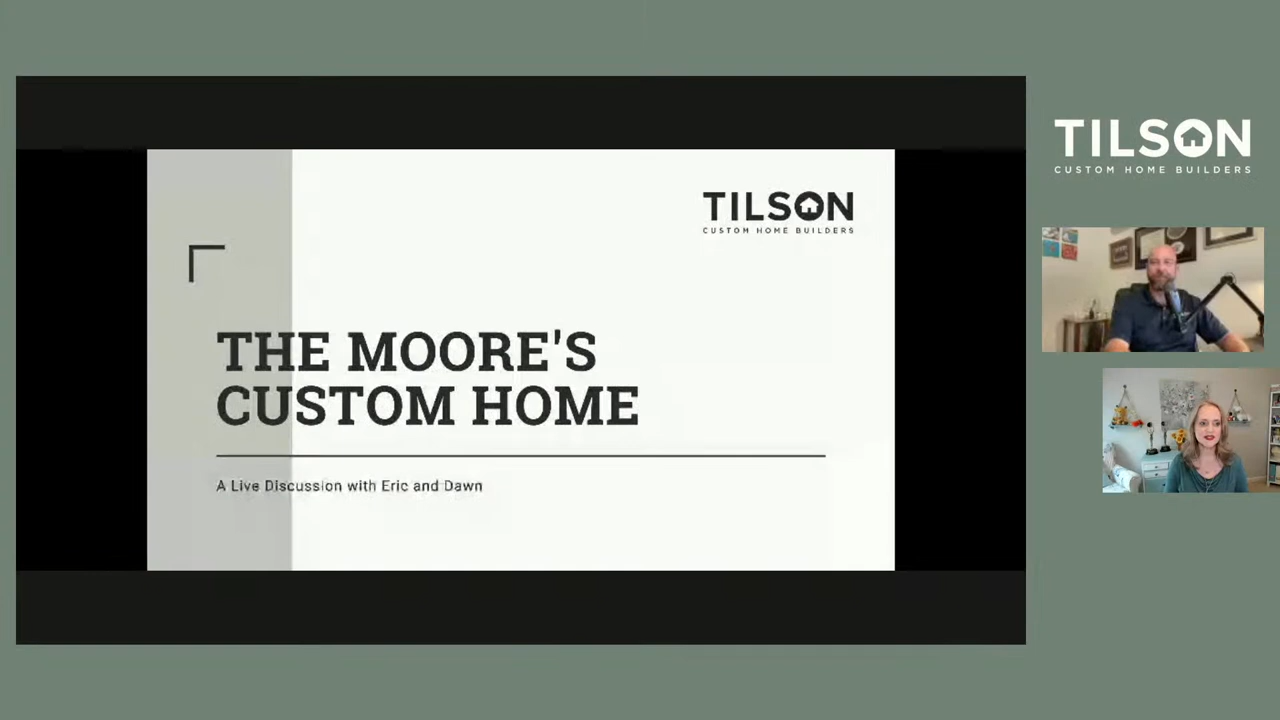 TILSON
CUSTOM HOME BUILDERS
THE MOORE'S
CUSTOM HOME
A Live Discussion with Eric and Dawn
TILSON
CUSTOM HOME BUILDERS